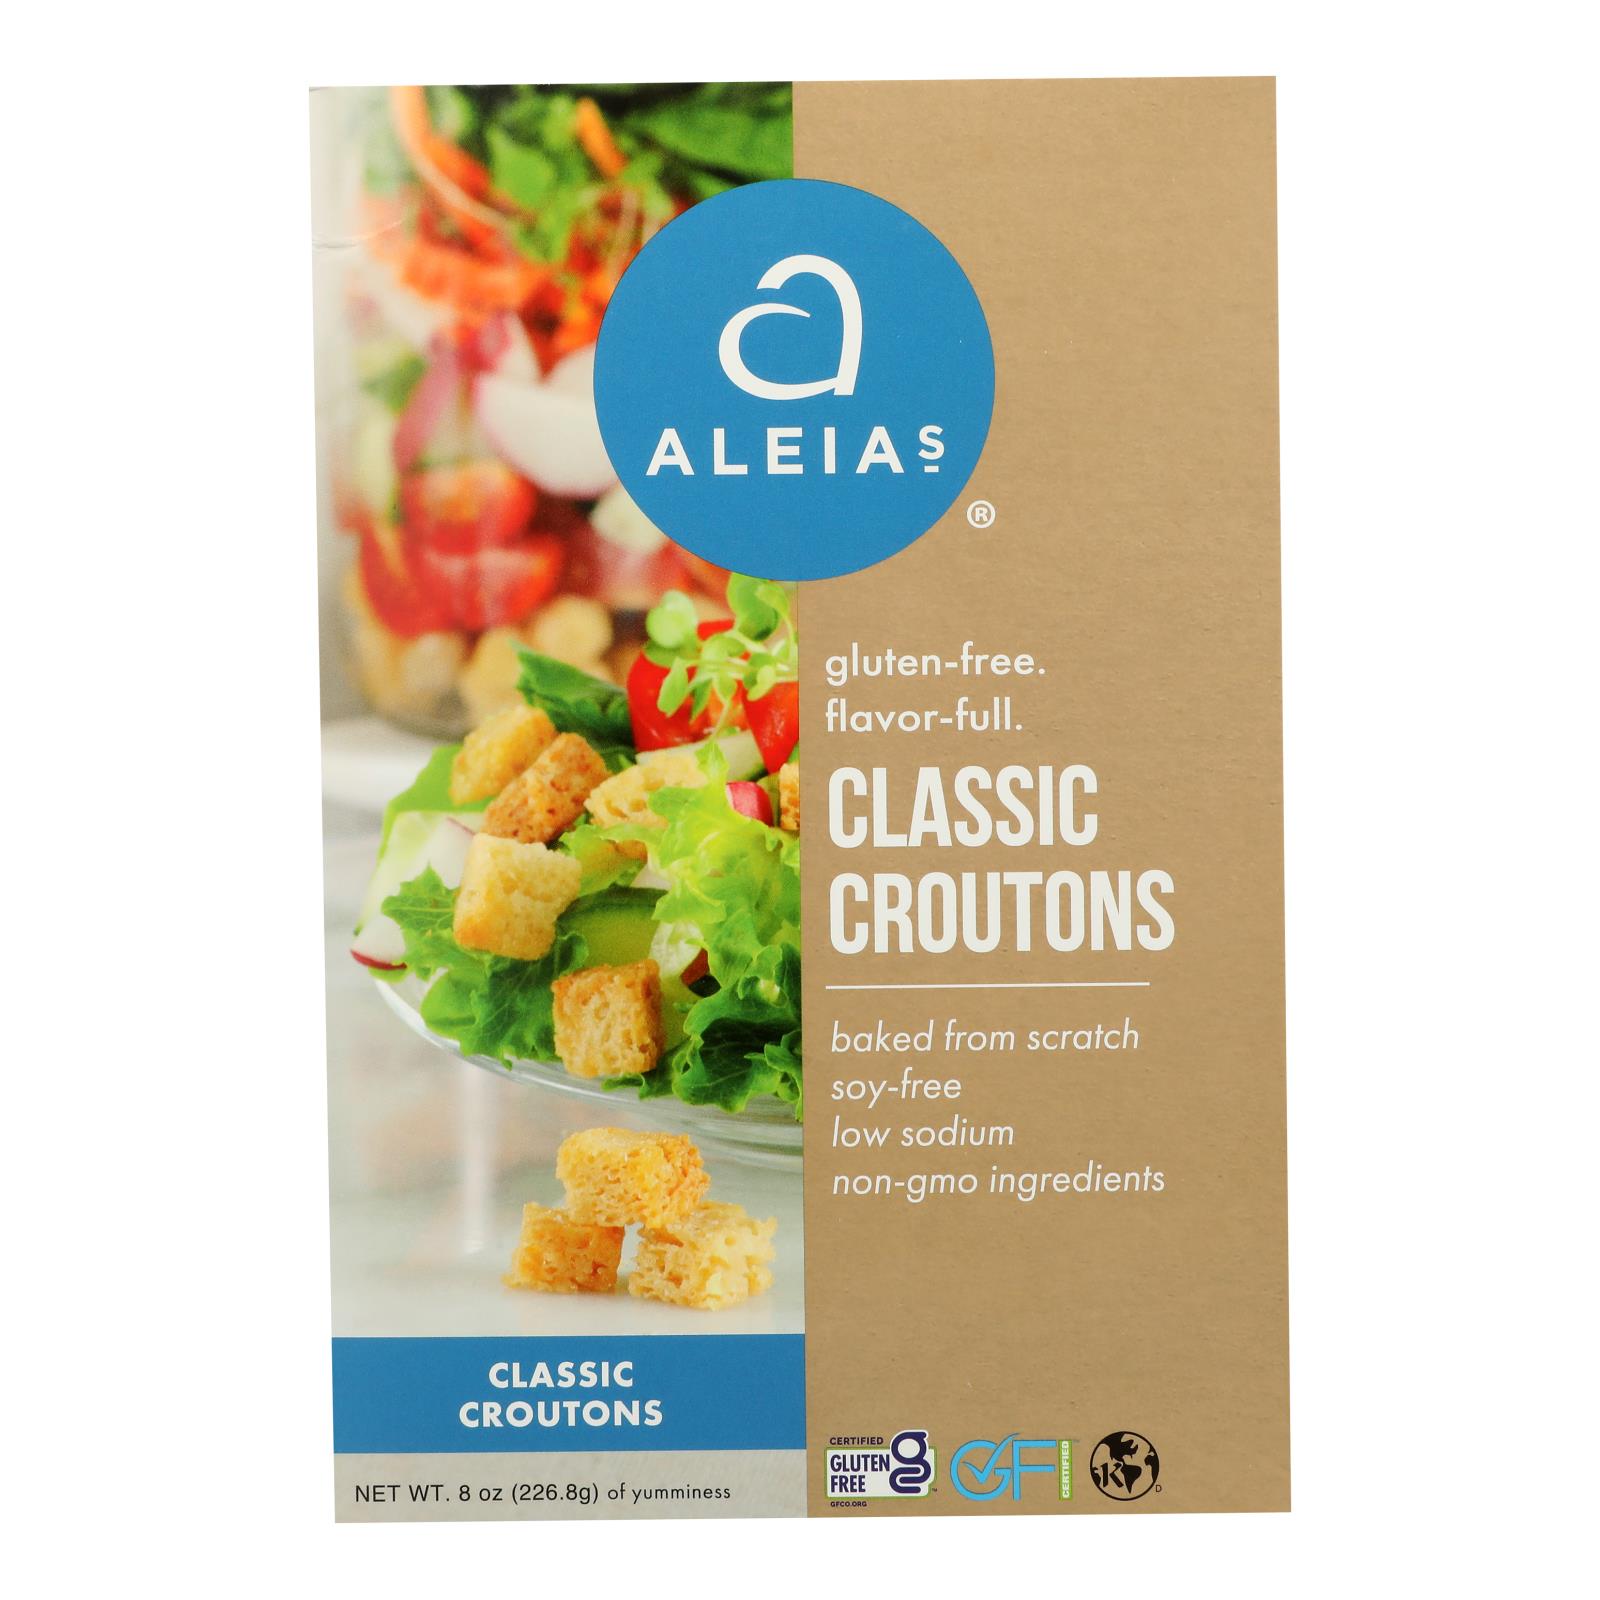 a
ALEIAS
®
gluten-free.
flavor-full.
CLASSIC
CROUTONS
baked from scratch
soy-free
low sodium
non-gmo ingredients
CLASSIC
CROUTONS
NET WT. 8 oz (226.8g) of yumminess
CERTIFIED
GLUTEN
FREE
g
™
GFCO.ORG
GF
CERTIFIED
K
D